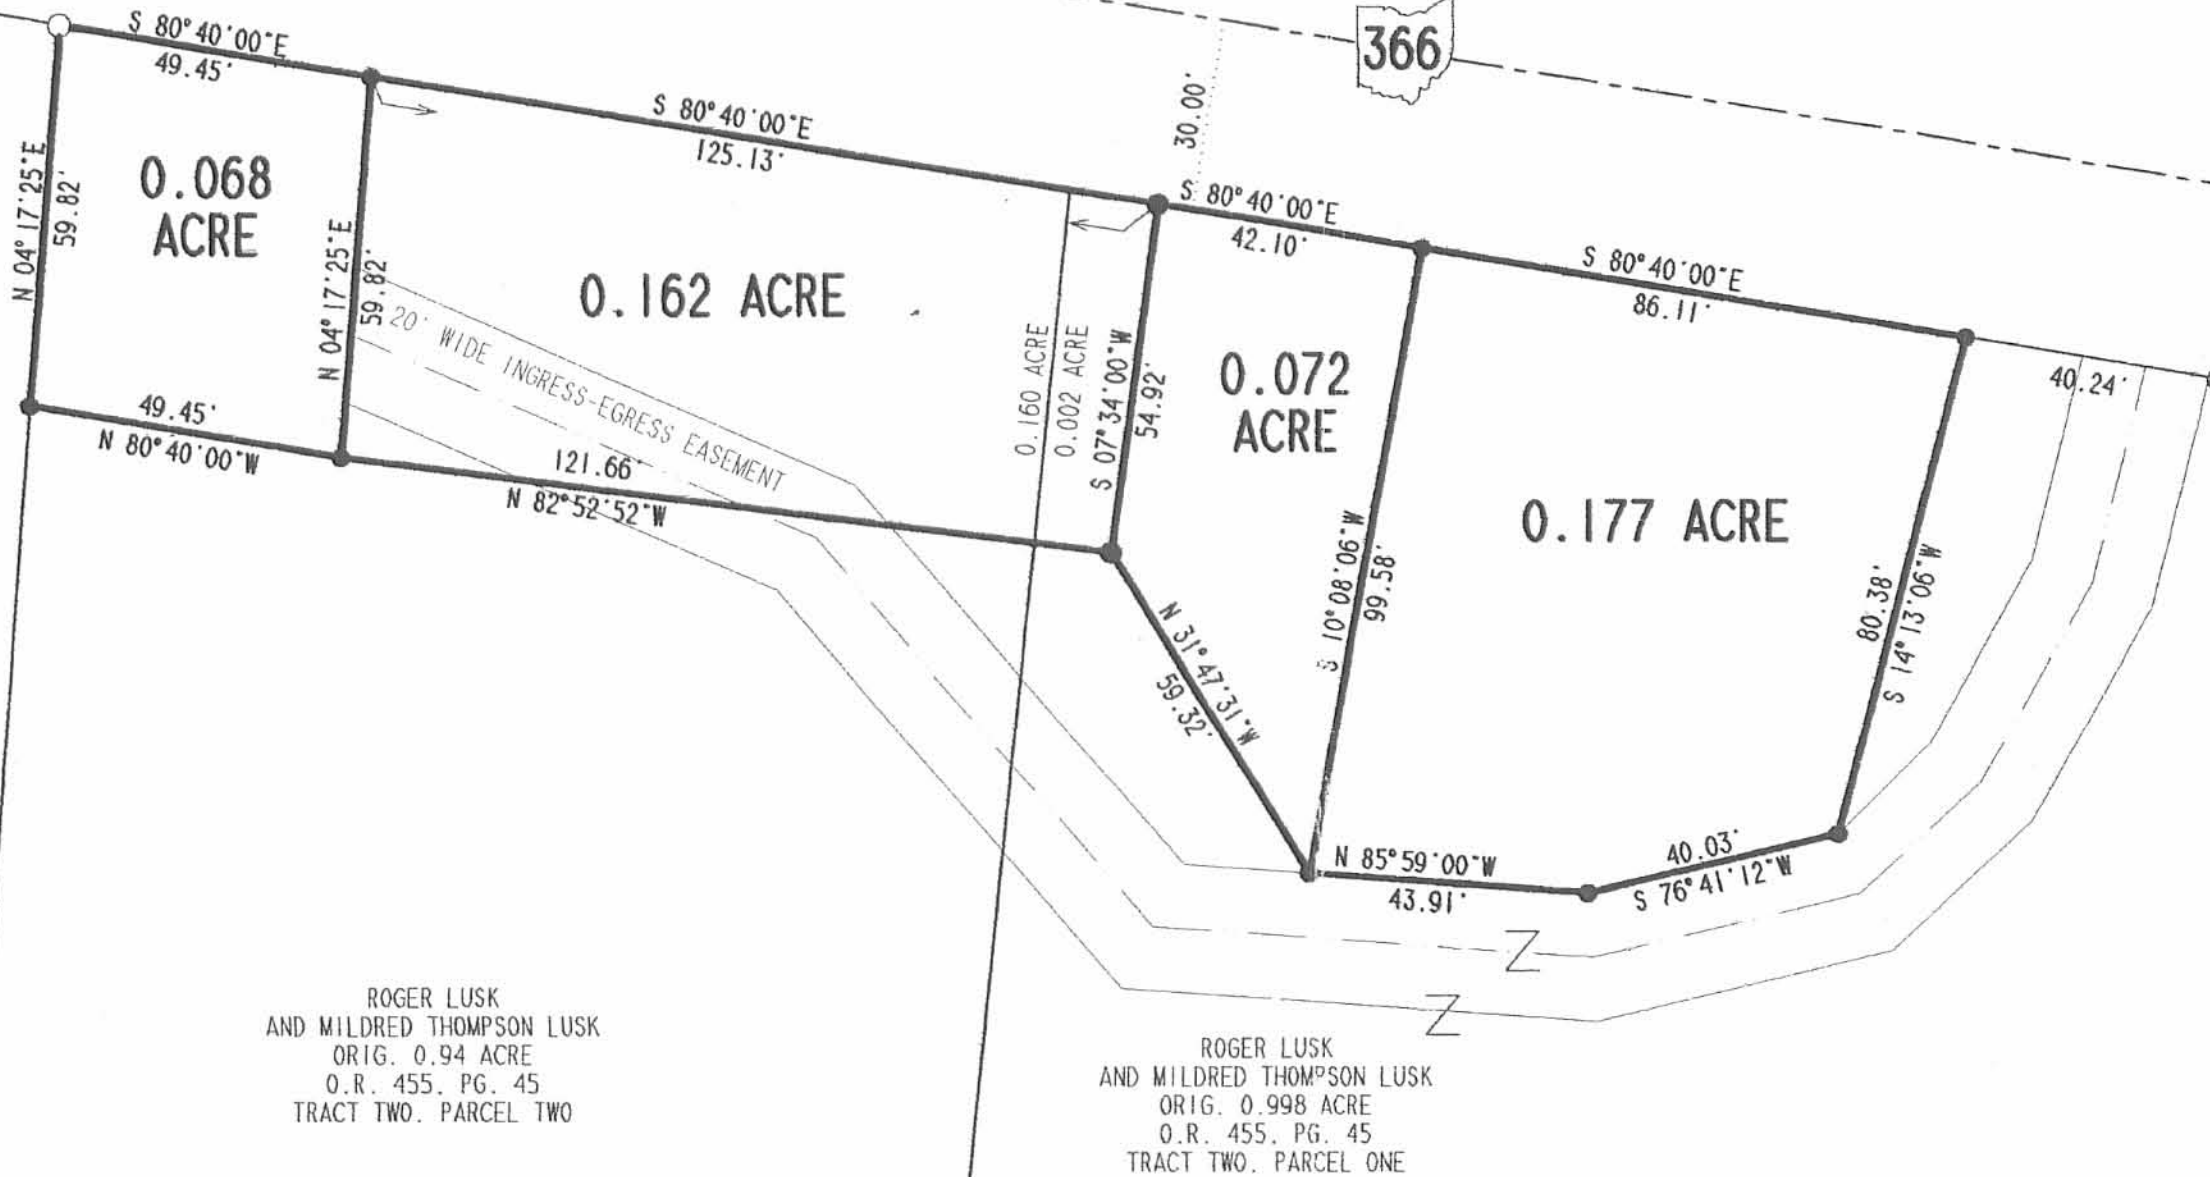 S 80°40'00"E
49.45'
366
S 80°40'00"E
125.13'
30.00'
S 80°40'00"E
42.10'
S 80°40'00"E
86.11'
40.24'
N 04°17'25"E
59.82'
0.068
ACRE
N 04°17'25"E
59.82'
0.162 ACRE
20' WIDE INGRESS-EGRESS EASEMENT
0.160 ACRE
0.002 ACRE
S 07°34'00"W
54.92'
0.072
ACRE
S 10°08'06"W
99.58'
0.177 ACRE
80.38'
S 14°13'06"W
49.45'
N 80°40'00"W
121.66'
N 82°52'52"W
N 31°47'31"W
59.32'
N 85°59'00"W
43.91'
40.03'
S 76°41'12"W
Z
Z
ROGER LUSK
AND MILDRED THOMPSON LUSK
ORIG. 0.94 ACRE
O.R. 455, PG. 45
TRACT TWO, PARCEL TWO
ROGER LUSK
AND MILDRED THOMPSON LUSK
ORIG. 0.998 ACRE
O.R. 455, PG. 45
TRACT TWO, PARCEL ONE